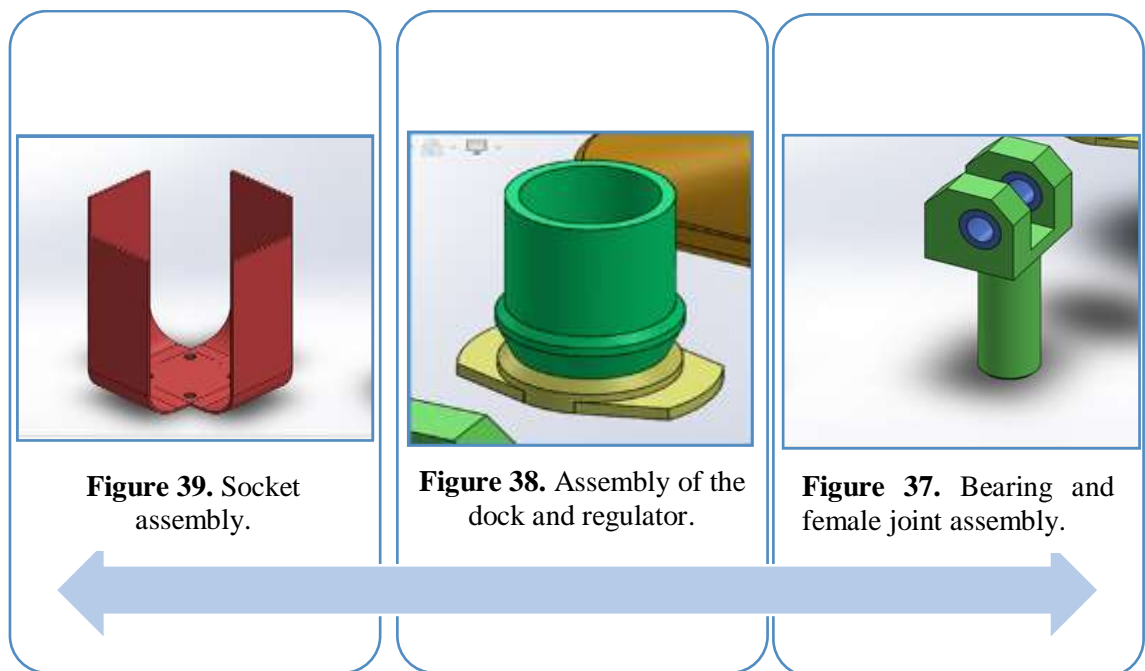 Figure 39. Socket
assembly.
Figure 38. Assembly of the
dock and regulator.
Figure 37. Bearing and
female joint assembly.